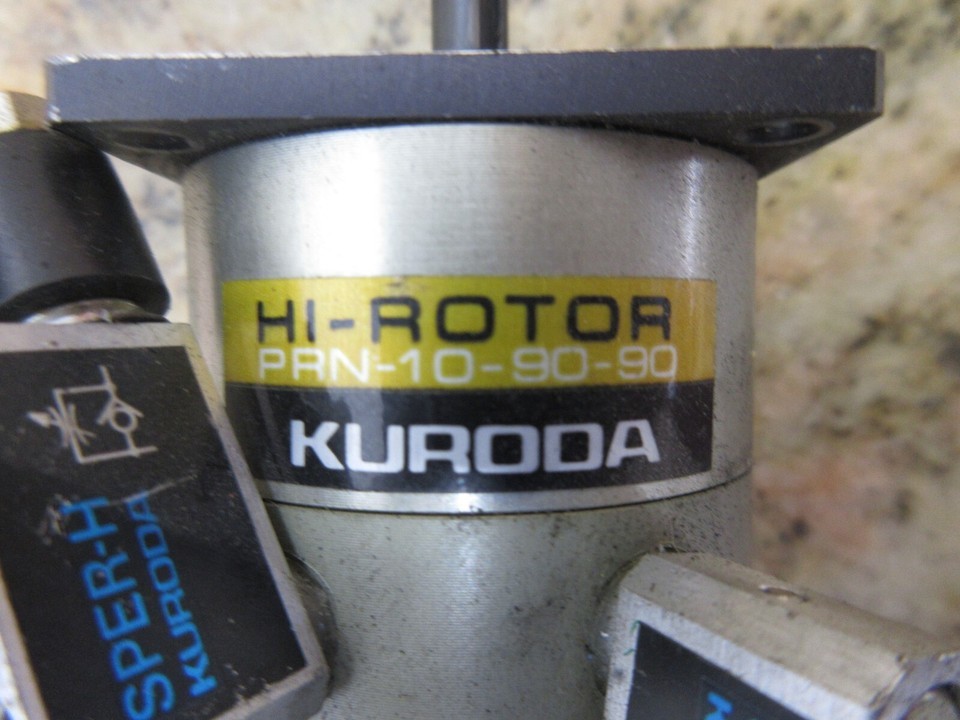 HI-ROTOR
PRN-10-90-90
KURODA
SPER-H
KURODA